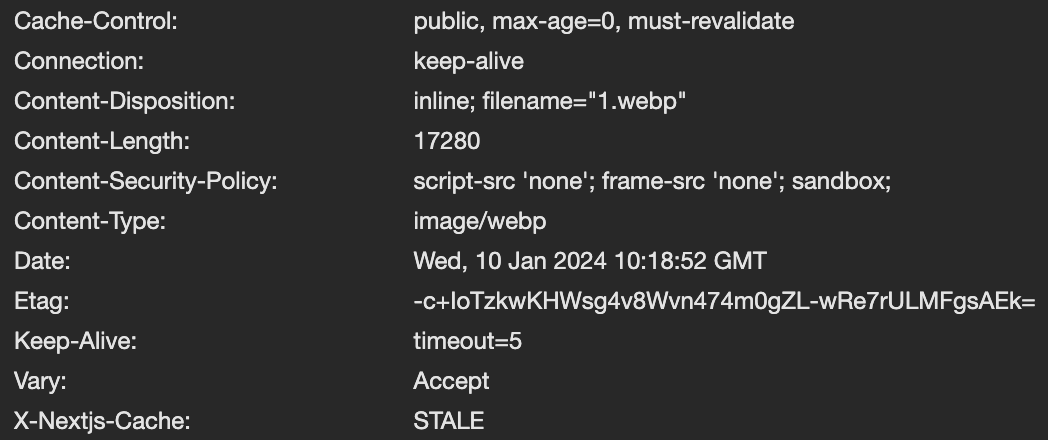 Cache-Control: public, max-age=0, must-revalidate
Connection: keep-alive
Content-Disposition: inline; filename="1.webp"
Content-Length: 17280
Content-Security-Policy: script-src 'none'; frame-src 'none'; sandbox;
Content-Type: image/webp
Date: Wed, 10 Jan 2024 10:18:52 GMT
Etag: -c+IoTzkwKHWsg4v8Wvn474m0gZL-wRe7rULMFgsAEk=
Keep-Alive: timeout=5
Vary: Accept
X-Nextjs-Cache: STALE